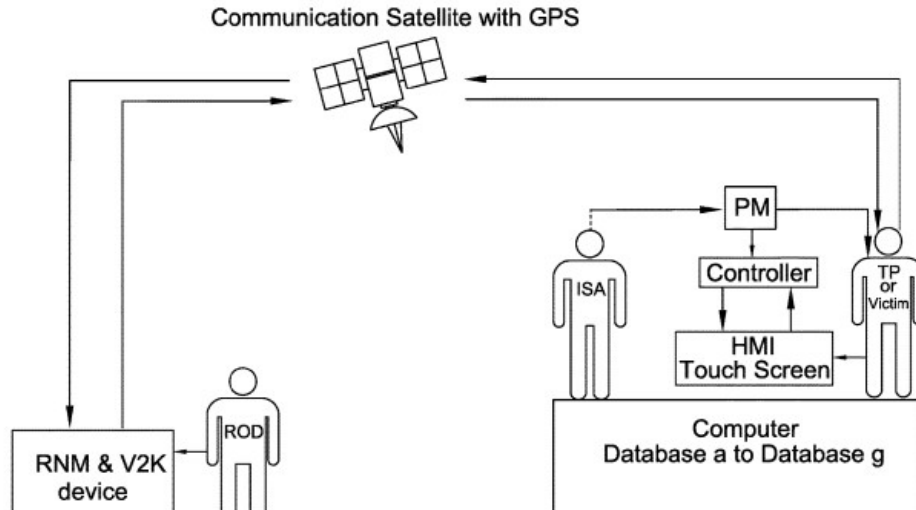 Communication Satellite with GPS
PM
ISA
Controller
TP
or
Victim
HMI
Touch Screen
ROD
RNM & V2K
device
Computer
Database a to Database g